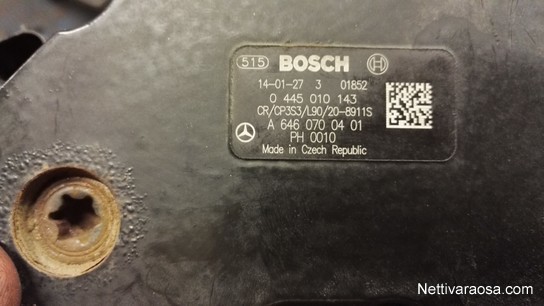 515 BOSCH
14-01-27 3 01852
0 445 010 143
CR/CP3S3/L90/20-8911S
A 646 070 04 01
PH 0010
Made in Czech Republic
Nettivaraosa.com